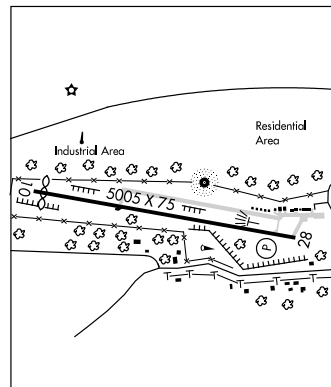 Industrial Area
Residential
Area
10
5005 X 75
28
P